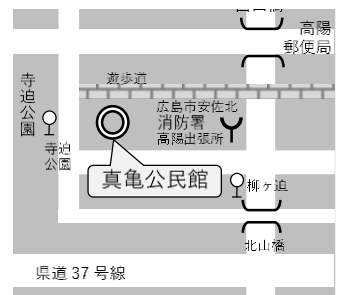 高陽
郵便局
寺迫公園
遊歩道
広島市安佐北
消防署
高陽出張所
寺迫
公園
真亀公民館
柳ヶ迫
北山橋
県道37号線